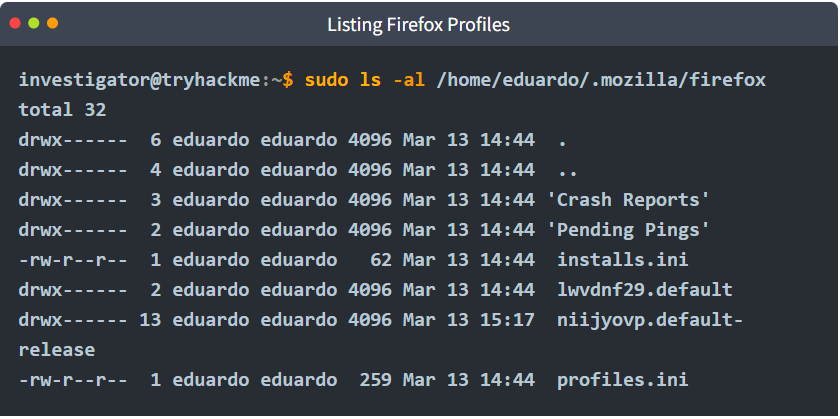 Listing Firefox Profiles
investigator@tryhackme:~$ sudo ls -al /home/eduardo/.mozilla/firefox
total 32
drwx------  6 eduardo eduardo 4096 Mar 13 14:44  .
drwx------  4 eduardo eduardo 4096 Mar 13 14:44  ..
drwx------  3 eduardo eduardo 4096 Mar 13 14:44 'Crash Reports'
drwx------  2 eduardo eduardo 4096 Mar 13 14:44 'Pending Pings'
-rw-r--r--  1 eduardo eduardo   62 Mar 13 14:44  installs.ini
drwx------  2 eduardo eduardo 4096 Mar 13 14:44  lwvdnf29.default
drwx------ 13 eduardo eduardo 4096 Mar 13 15:17  niijyovp.default-
release
-rw-r--r--  1 eduardo eduardo  259 Mar 13 14:44  profiles.ini